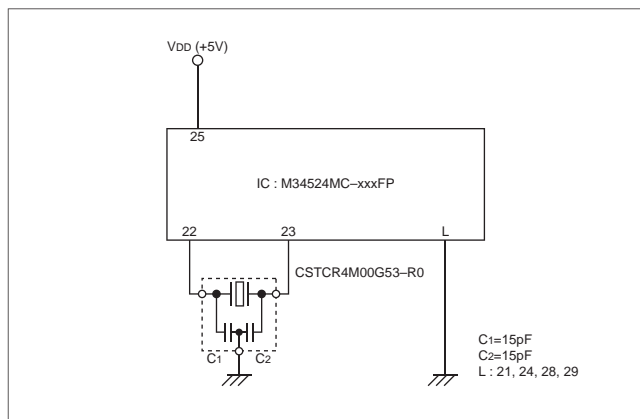 VDD (+5V)
25
IC : M34524MC–xxxFP
22 23 L
CSTCR4M00G53–R0
C1 C2
C1=15pF
C2=15pF
L : 21, 24, 28, 29